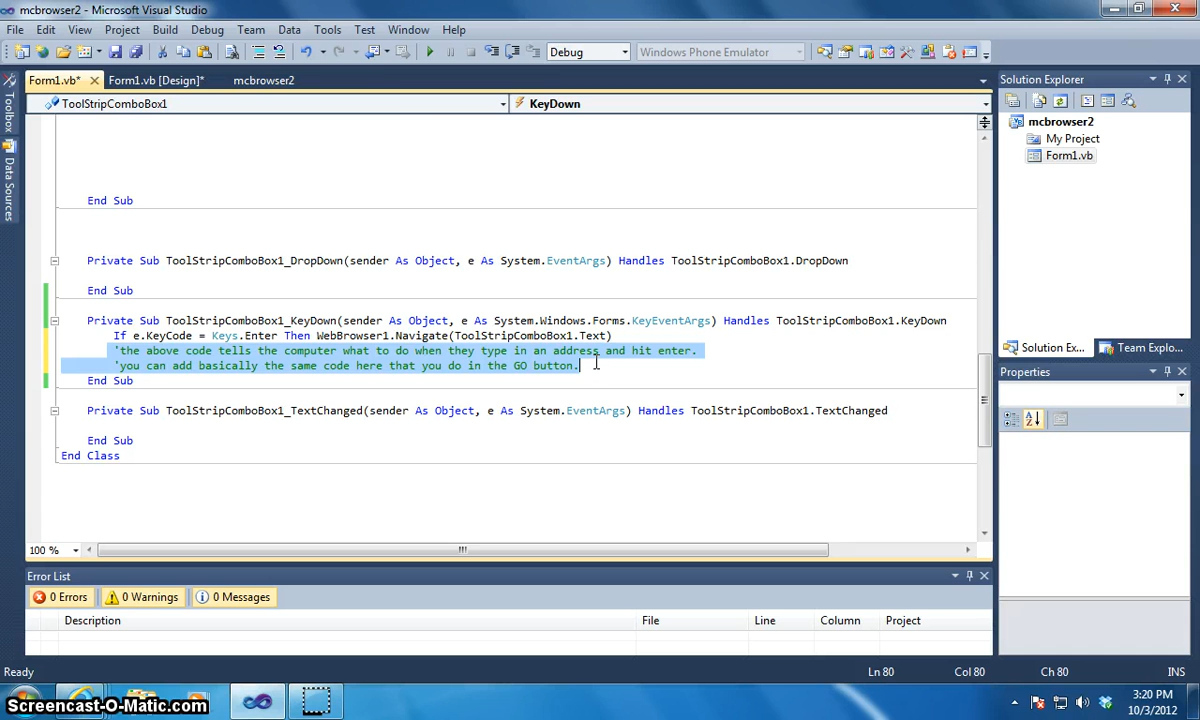 mcbrowser2 - Microsoft Visual Studio
File Edit View Project Build Debug Team Data Tools Test Window Help
Debug Windows Phone Emulator
Form1.vb* Form1.vb [Design]* mcbrowser2
ToolStripComboBox1 KeyDown
Toolbox
Data Sources
End Sub
Private Sub ToolStripComboBox1_DropDown(sender As Object, e As System.EventArgs) Handles ToolStripComboBox1.DropDown
End Sub
Private Sub ToolStripComboBox1_KeyDown(sender As Object, e As System.Windows.Forms.KeyEventArgs) Handles ToolStripComboBox1.KeyDown
If e.KeyCode = Keys.Enter Then WebBrowser1.Navigate(ToolStripComboBox1.Text)
'the above code tells the computer what to do when they type in an address and hit enter.
'you can add basically the same code here that you do in the GO button.
End Sub
Private Sub ToolStripComboBox1_TextChanged(sender As Object, e As System.EventArgs) Handles ToolStripComboBox1.TextChanged
End Sub
End Class
100 %
Solution Explorer
mcbrowser2
My Project
Form1.vb
Solution Ex... Team Explo...
Properties
Error List
0 Errors 0 Warnings 0 Messages
Description File Line Column Project
Ready Ln 80 Col 80 Ch 80 INS
Screencast-O-Matic.com
3:20 PM
10/3/2012